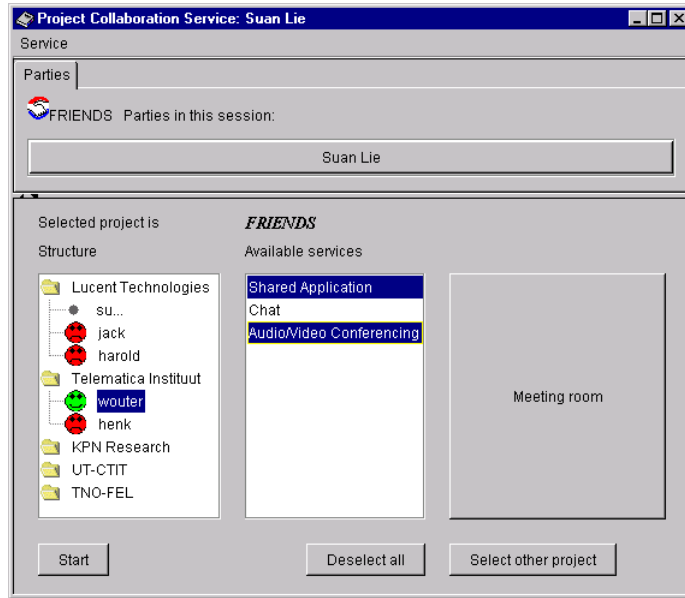 Project Collaboration Service: Suan Lie
Service
Parties
FRIENDS Parties in this session:
Suan Lie
Selected project is FRIENDS
Structure Available services
Lucent Technologies
su...
jack
harold
Telematica Instituut
wouter
henk
KPN Research
UT-CTIT
TNO-FEL
Shared Application
Chat
Audio/Video Conferencing
Meeting room
Start Deselect all Select other project